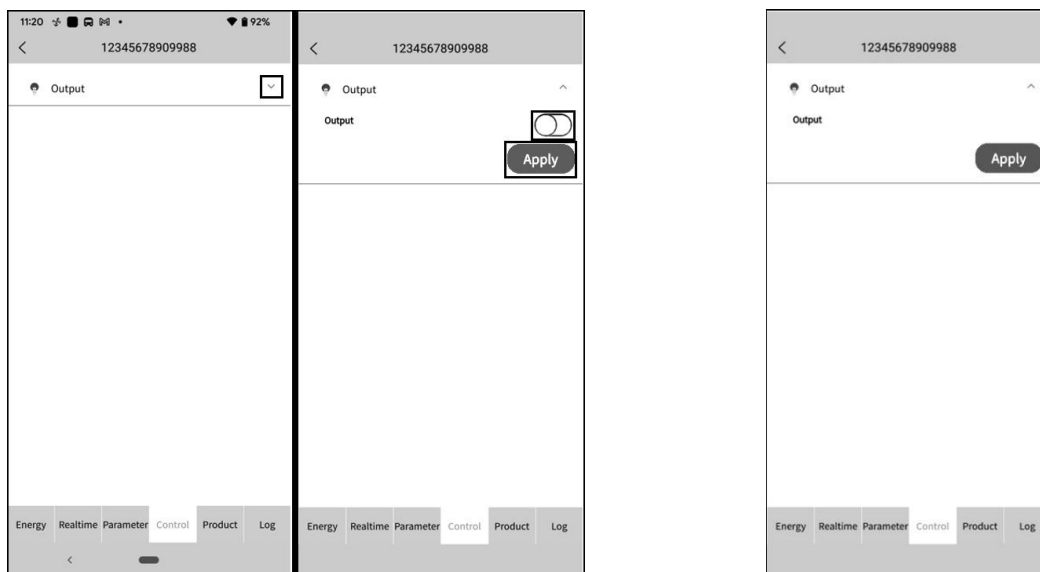 11:20 92%
12345678909988
Output
Energy Realtime Parameter Control Product Log
12345678909988
Output
Output
Apply
Energy Realtime Parameter Control Product Log
12345678909988
Output
Output
Apply
Energy Realtime Parameter Control Product Log